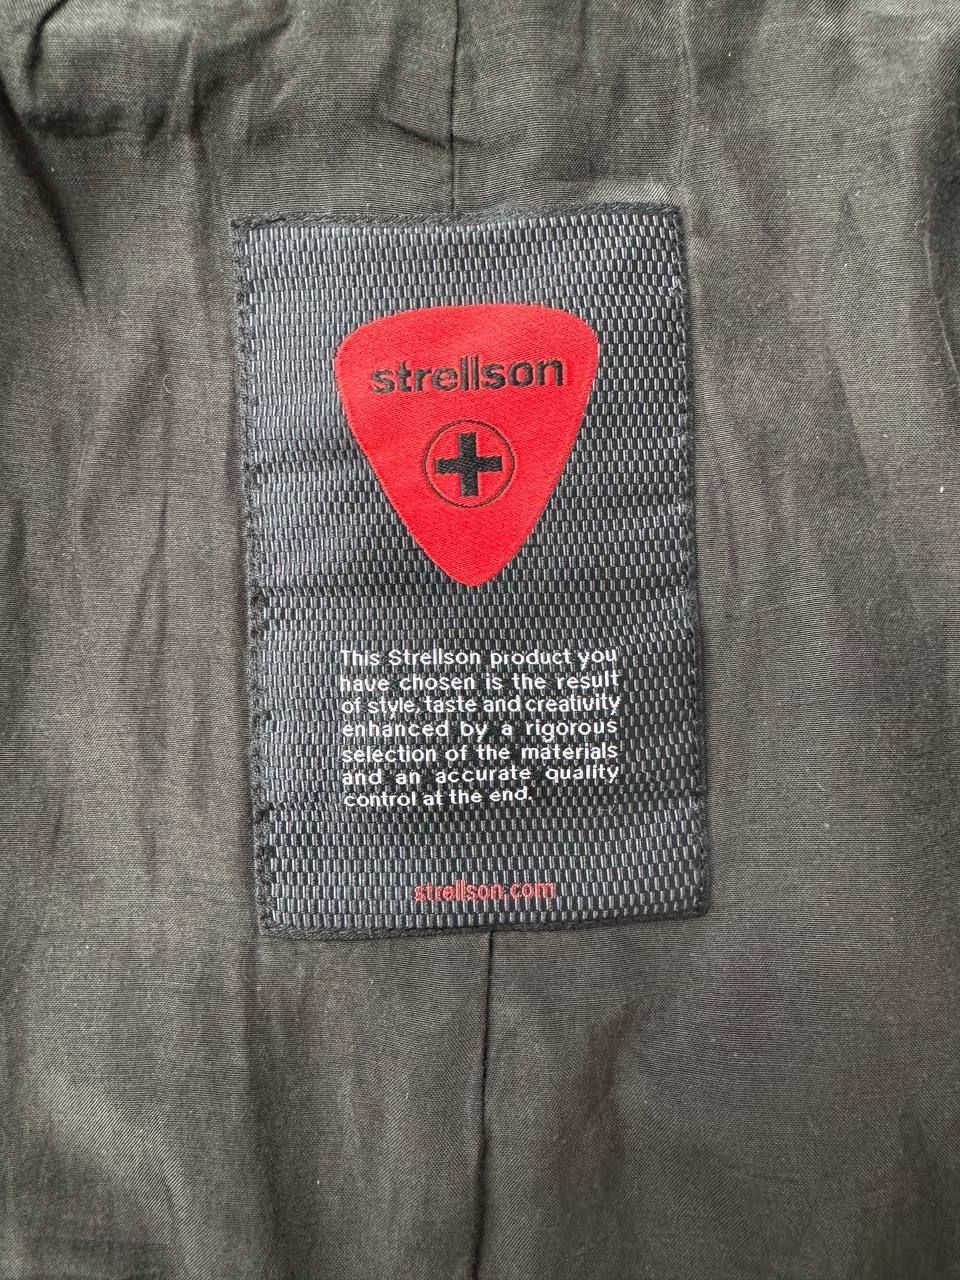 strellson
This Strellson product you
have chosen is the result
of style, taste and creativity
enhanced by a rigorous
selection of the materials
and an accurate quality
control at the end.
strellson.com